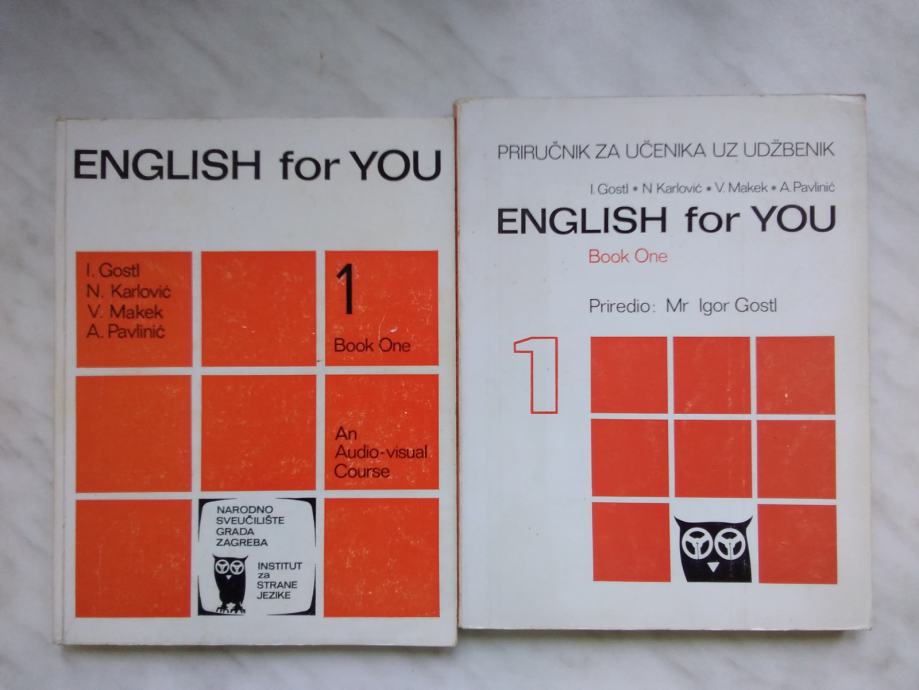 ENGLISH for YOU
I. Gostl
N. Karlović
V. Makek
A. Pavlinić
1
Book One
An
Audio-visual
Course
NARODNO
SVEUČILIŠTE
GRADA
ZAGREBA
INSTITUT
za
STRANE
JEZIKE
PRIRUČNIK ZA UČENIKA UZ UDŽBENIK
I. Gostl • N Karlović • V. Makek • A. Pavlinić
ENGLISH for YOU
Book One
Priredio: Mr Igor Gostl
1